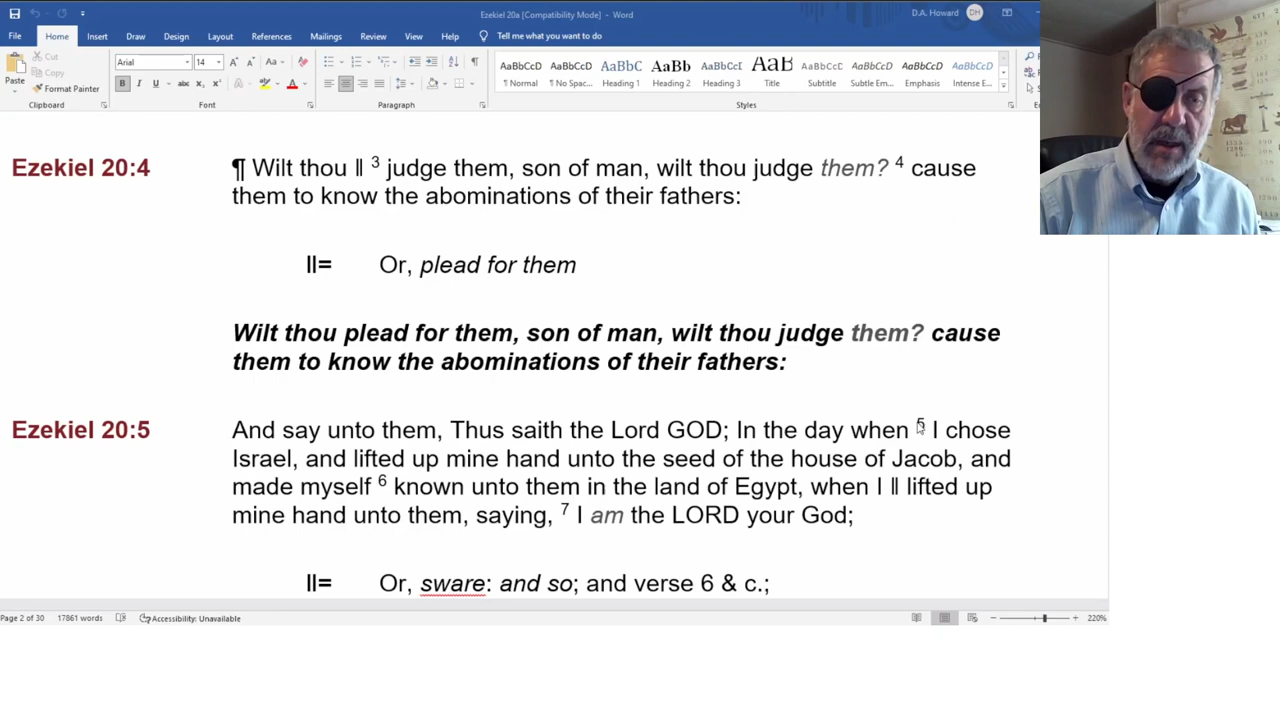 Ezekiel 20a [Compatibility Mode] - Word
D.A. Howard DH
File Home Insert Draw Design Layout References Mailings Review View Help Tell me what you want to do
Cut
Copy
Paste
Format Painter
Clipboard
Arial 14
Font
Paragraph
AaBbCcD AaBbCcD AaBbC AaBb AaBbCcI AaB AaBbCcD AaBbCcD AaBbCcD AaBbCcD
¶ Normal ¶ No Spac... Heading 1 Heading 2 Heading 3 Title Subtitle Subtle Em... Emphasis Intense E...
Styles
Ezekiel 20:4 ¶ Wilt thou ‖ 3 judge them, son of man, wilt thou judge them? 4 cause
them to know the abominations of their fathers:
‖= Or, plead for them
Wilt thou plead for them, son of man, wilt thou judge them? cause
them to know the abominations of their fathers:
Ezekiel 20:5 And say unto them, Thus saith the Lord GOD; In the day when 5 I chose
Israel, and lifted up mine hand unto the seed of the house of Jacob, and
made myself 6 known unto them in the land of Egypt, when I ‖ lifted up
mine hand unto them, saying, 7 I am the LORD your God;
‖= Or, sware: and so; and verse 6 & c.;
Page 2 of 30 17861 words Accessibility: Unavailable 220%